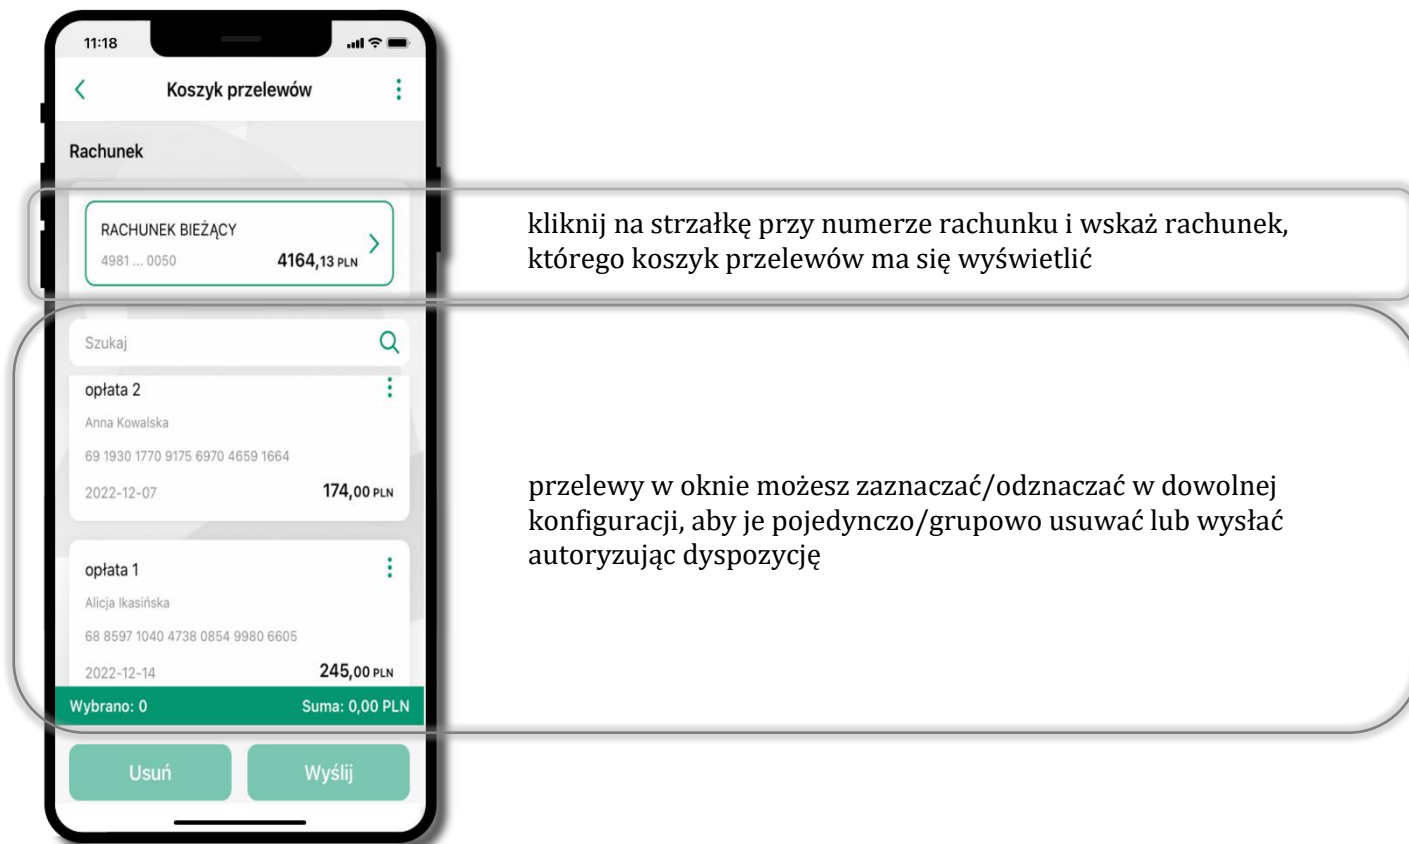 11:18
Koszyk przelewów
Rachunek
RACHUNEK BIEŻĄCY
4981 ... 0050
4164,13 PLN
kliknij na strzałkę przy numerze rachunku i wskaż rachunek,
którego koszyk przelewów ma się wyświetlić
Szukaj
opłata 2
Anna Kowalska
69 1930 1770 9175 6970 4659 1664
2022-12-07
174,00 PLN
przelewy w oknie możesz zaznaczać/odznaczać w dowolnej
konfiguracji, aby je pojedynczo/grupowo usuwać lub wysłać
autoryzując dyspozycję
opłata 1
Alicja Ikasińska
68 8597 1040 4738 0854 9980 6605
2022-12-14
245,00 PLN
Wybrano: 0
Suma: 0,00 PLN
Usuń
Wyślij